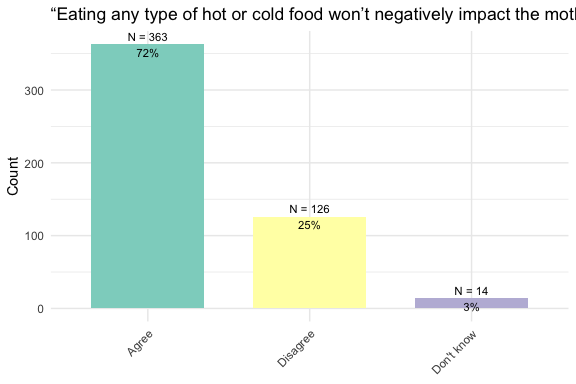 “Eating any type of hot or cold food won’t negatively impact the
N = 363
72%
300
N = 126
25%
200
Count
100
N = 14
3%
0
Agree
Disagree
Don't know